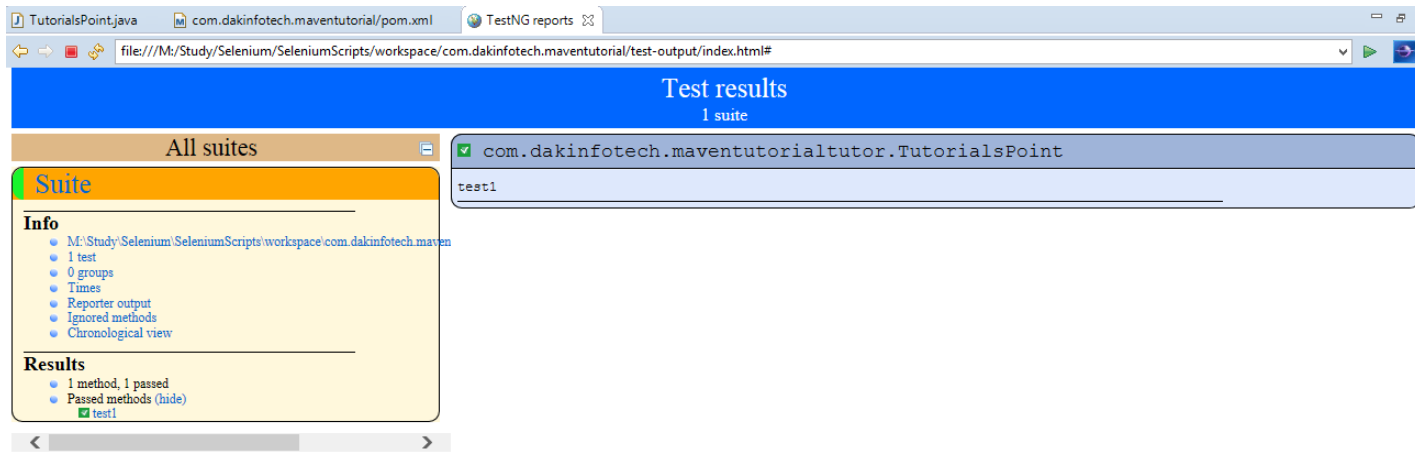 TutorialsPoint.java com.dakinfotech.maventutorial/pom.xml TestNG reports
file:///M:/Study/Selenium/SeleniumScripts/workspace/com.dakinfotech.maventutorial/test-output/index.html#
Test results
1 suite
All suites
Suite
Info
M:\Study\Selenium\SeleniumScripts\workspace\com.dakinfotech.maven
1 test
0 groups
Times
Reporter output
Ignored methods
Chronological view
Results
1 method, 1 passed
Passed methods (hide)
test1
com.dakinfotech.maventutorialtutor.TutorialsPoint
test1